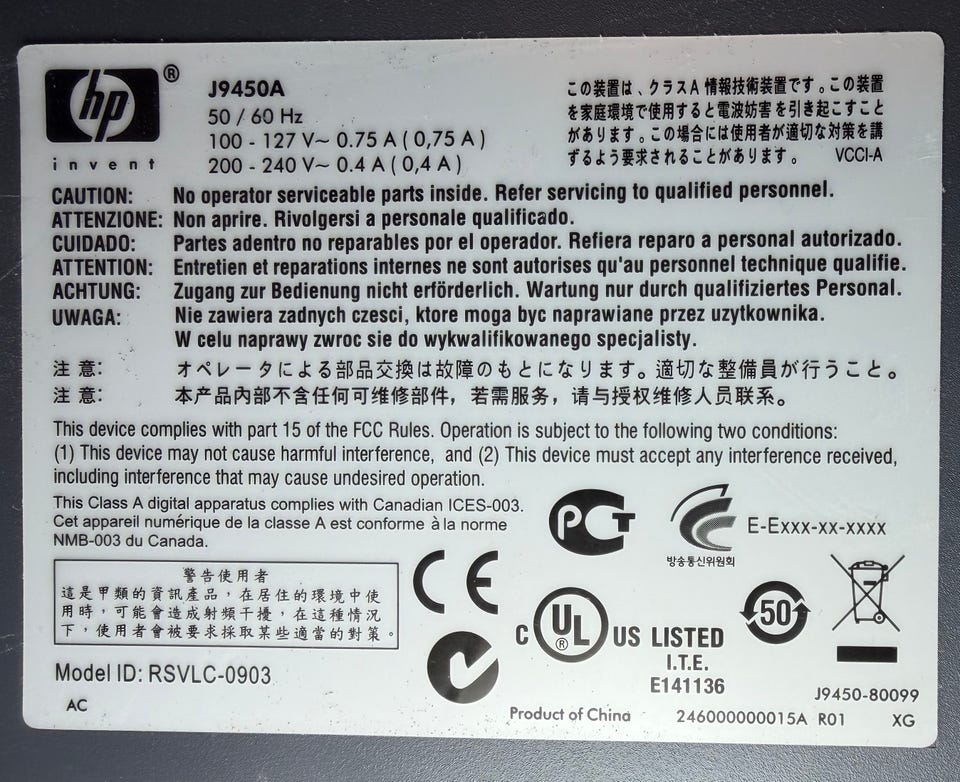 hp ®
invent
J9450A
50 / 60 Hz
100 - 127 V~ 0.75 A ( 0,75 A )
200 - 240 V~ 0.4 A ( 0,4 A )
この装置は、クラスA 情報技術装置です。この装置
を家庭環境で使用すると電波妨害を引き起こすこと
があります。この場合には使用者が適切な対策を講
ずるよう要求されることがあります。 VCCI-A
CAUTION: No operator serviceable parts inside. Refer servicing to qualified personnel.
ATTENZIONE: Non aprire. Rivolgersi a personale qualificado.
CUIDADO: Partes adentro no reparables por el operador. Refiera reparo a personal autorizado.
ATTENTION: Entretien et reparations internes ne sont autorises qu'au personnel technique qualifie.
ACHTUNG: Zugang zur Bedienung nicht erförderlich. Wartung nur durch qualifiziertes Personal.
UWAGA: Nie zawiera zadnych czesci, ktore moga byc naprawiane przez uzytkownika.
W celu naprawy zwroc sie do wykwalifikowanego specjalisty.
注意: オペレータによる部品交換は故障のもとになります。適切な整備員が行うこと。
注意: 本产品内部不含任何可维修部件，若需服务，请与授权维修人员联系。
This device complies with part 15 of the FCC Rules. Operation is subject to the following two conditions:
(1) This device may not cause harmful interference, and (2) This device must accept any interference received,
including interference that may cause undesired operation.
This Class A digital apparatus complies with Canadian ICES-003.
Cet appareil numérique de la classe A est conforme à la norme
NMB-003 du Canada.
PCT
방송통신위원회
E-Exxx-xx-xxxx
警告使用者
這是甲類的資訊產品，在居住的環境中使
用時，可能會造成射頻干擾，在這種情況
下，使用者會被要求採取某些適當的對策。
CE
C UL ® US LISTED
I.T.E.
E141136
50
Model ID: RSVLC-0903
AC
J9450-80099
Product of China
246000000015A R01 XG